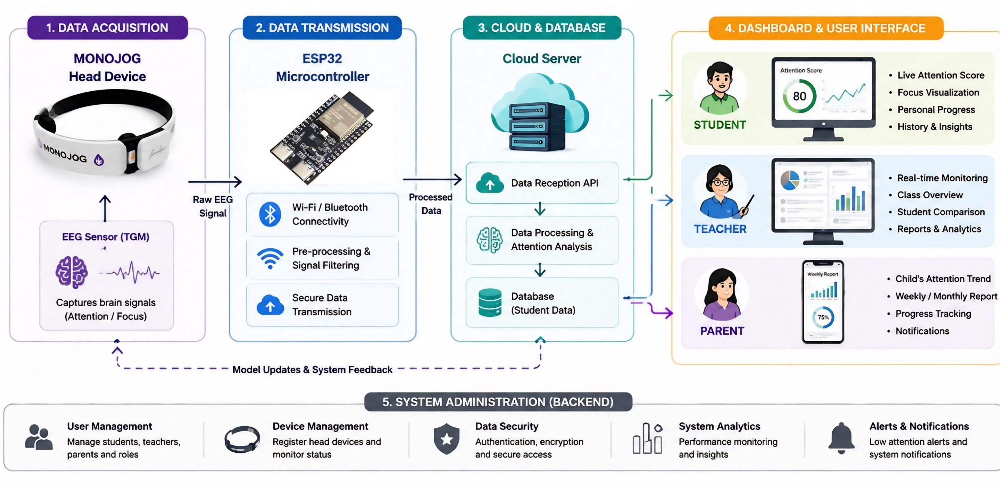 1. DATA ACQUISITION
MONOJOG
Head Device
MONOJOG
EEG Sensor (TGM)
Captures brain signals
(Attention / Focus)
Raw EEG
Signal
2. DATA TRANSMISSION
ESP32
Microcontroller
Wi-Fi / Bluetooth
Connectivity
Pre-processing &
Signal Filtering
Secure Data
Transmission
Processed
Data
3. CLOUD & DATABASE
Cloud Server
Data Reception API
Data Processing &
Attention Analysis
Database
(Student Data)
Model Updates & System Feedback
4. DASHBOARD & USER INTERFACE
STUDENT
Attention Score
80
• Live Attention Score
• Focus Visualization
• Personal Progress
• History & Insights
TEACHER
• Real-time Monitoring
• Class Overview
• Student Comparison
• Reports & Analytics
PARENT
Weekly Report
75%
• Child's Attention Trend
• Weekly / Monthly Report
• Progress Tracking
• Notifications
5. SYSTEM ADMINISTRATION (BACKEND)
User Management
Manage students, teachers,
parents and roles
Device Management
Register head devices and
monitor status
Data Security
Authentication, encryption
and secure access
System Analytics
Performance monitoring
and insights
Alerts & Notifications
Low attention alerts and
system notifications